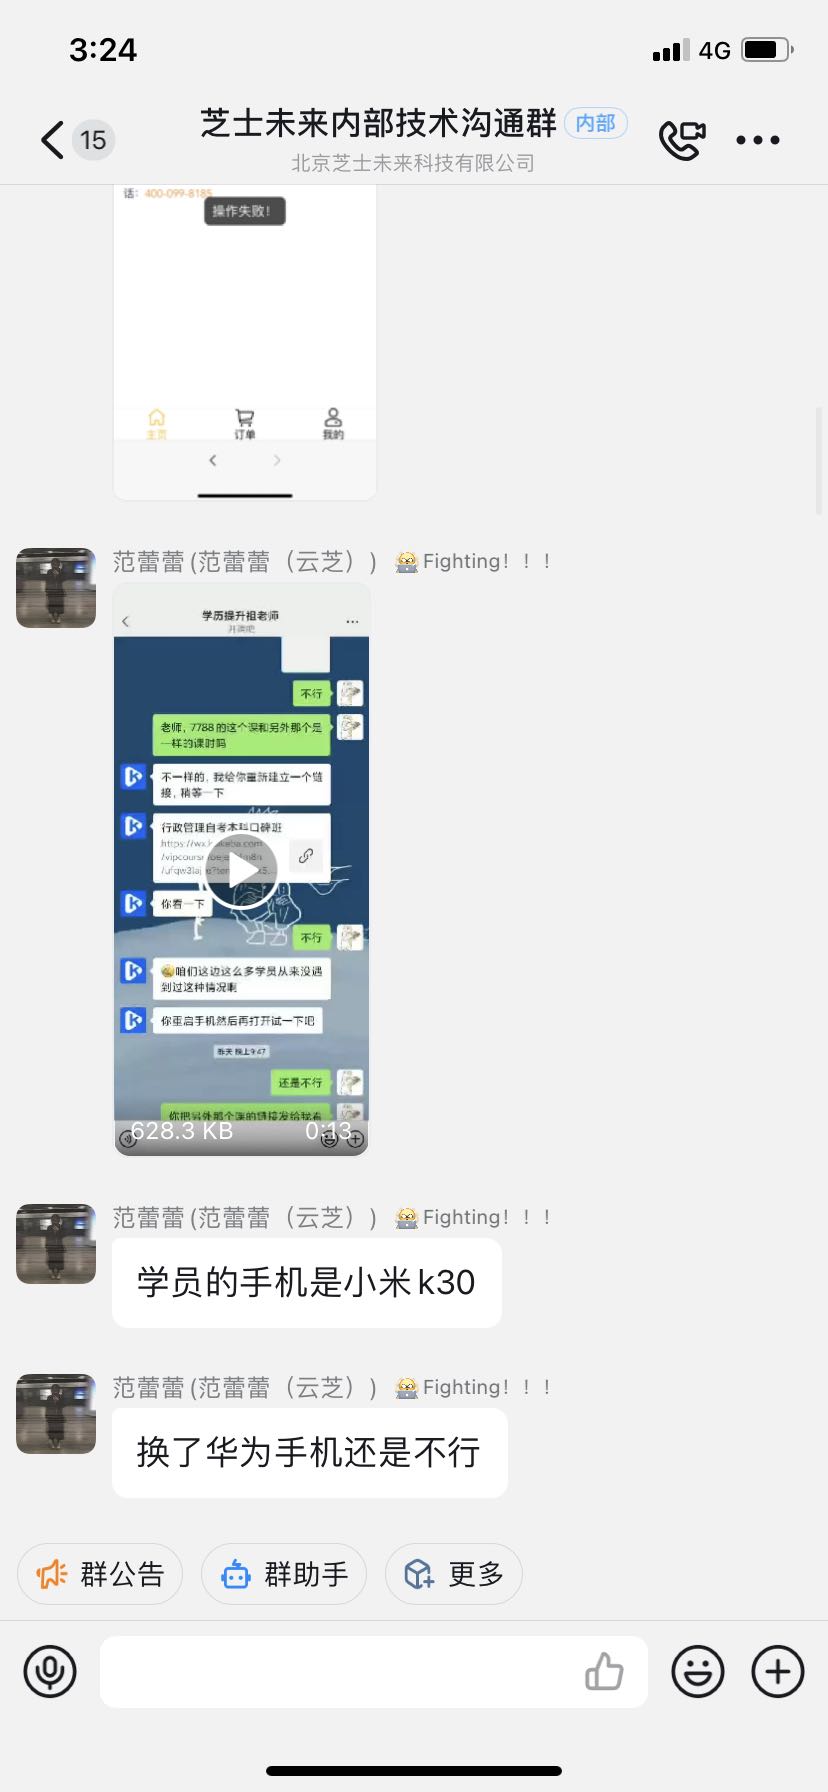 3:24
4G
15
芝士未来内部技术沟通群 内部
北京芝士未来科技有限公司
话：400-099-8185
操作失败！
主页 订单 我的
范蕾蕾(范蕾蕾（云芝）) Fighting！！！
学历提升祖老师
开课吧
不行
老师，7788的这个课和另外那个是
一样的课时吗
不一样的，我给你重新建立一个链
接，稍等一下
行政管理自考本科口碑班
你看一下
不行
咱们这边这么多学员从来没遇
到过这种情况啊
你重启手机然后再打开试一下吧
昨天 晚上9:47
还是不行
你把另外那个课的链接发给我看
628.3 KB 0:13
范蕾蕾(范蕾蕾（云芝）) Fighting！！！
学员的手机是小米k30
范蕾蕾(范蕾蕾（云芝）) Fighting！！！
换了华为手机还是不行
群公告 群助手 更多